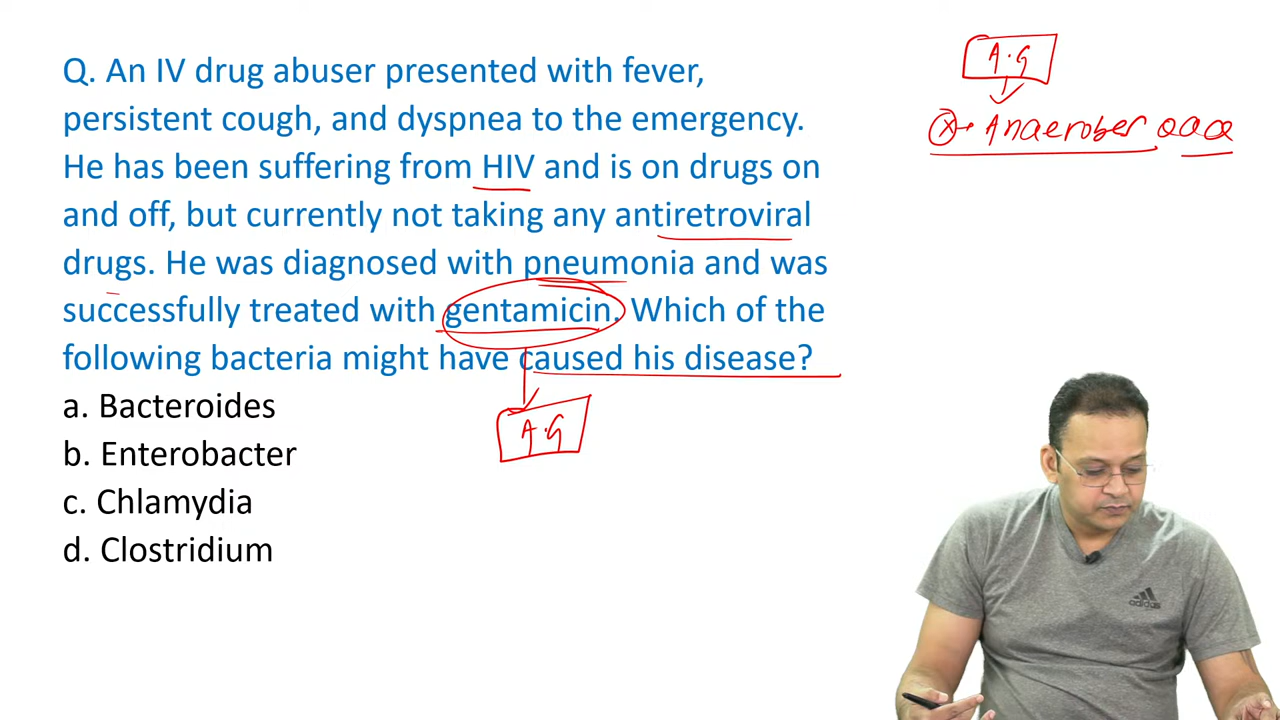 Q. An IV drug abuser presented with fever,
persistent cough, and dyspnea to the emergency.
He has been suffering from HIV and is on drugs on
and off, but currently not taking any antiretroviral
drugs. He was diagnosed with pneumonia and was
successfully treated with gentamicin. Which of the
following bacteria might have caused his disease?
a. Bacteroides
b. Enterobacter
c. Chlamydia
d. Clostridium
A.G
A.G
Anaerober
adidas